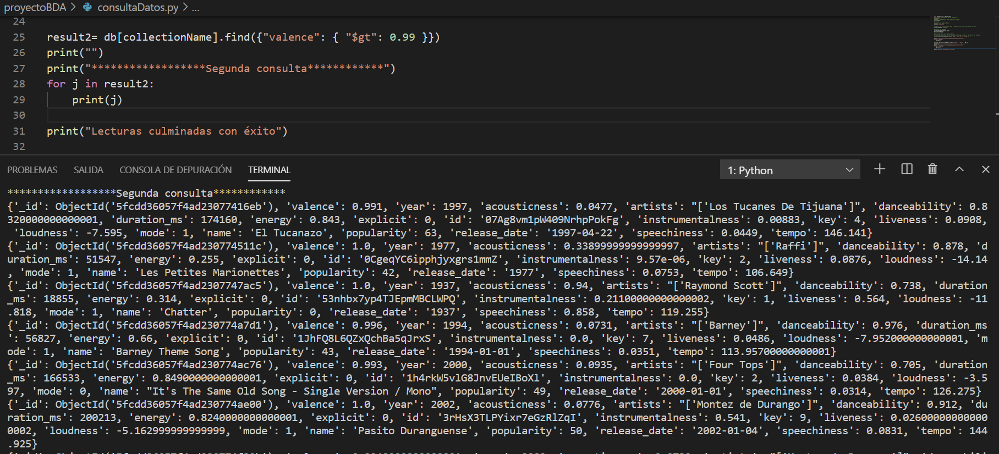 proyectoBDA > consultaDatos.py > ...
24
25 result2= db[collectionName].find({"valence": { "$gt": 0.99 }})
26 print("")
27 print("******************Segunda consulta************")
28 for j in result2:
29     print(j)
30
31 print("Lecturas culminadas con éxito")
32
PROBLEMAS SALIDA CONSOLA DE DEPURACIÓN TERMINAL 1: Python
******************Segunda consulta************
{'_id': ObjectId('5fcdd36057f4ad23077416eb'), 'valence': 0.991, 'year': 1997, 'acousticness': 0.0477, 'artists': "['Los Tucanes De Tijuana']", 'danceability': 0.8
320000000000001, 'duration_ms': 174160, 'energy': 0.843, 'explicit': 0, 'id': '07Ag8vm1pW409NrhpPokFg', 'instrumentalness': 0.00883, 'key': 4, 'liveness': 0.0908,
 'loudness': -7.595, 'mode': 1, 'name': 'El Tucanazo', 'popularity': 63, 'release_date': '1997-04-22', 'speechiness': 0.0449, 'tempo': 146.141}
{'_id': ObjectId('5fcdd36057f4ad230774511c'), 'valence': 1.0, 'year': 1977, 'acousticness': 0.33899999999999997, 'artists': "['Raffi']", 'danceability': 0.878, 'd
uration_ms': 51547, 'energy': 0.255, 'explicit': 0, 'id': '0CgeqYC6ipphjyxgrs1mmZ', 'instrumentalness': 9.57e-06, 'key': 2, 'liveness': 0.0876, 'loudness': -14.14
, 'mode': 1, 'name': 'Les Petites Marionettes', 'popularity': 42, 'release_date': '1977', 'speechiness': 0.0753, 'tempo': 106.649}
{'_id': ObjectId('5fcdd36057f4ad2307747ac5'), 'valence': 1.0, 'year': 1937, 'acousticness': 0.94, 'artists': "['Raymond Scott']", 'danceability': 0.738, 'duration
_ms': 18855, 'energy': 0.314, 'explicit': 0, 'id': '53nhbx7yp4TJEpmMBCLWPQ', 'instrumentalness': 0.21100000000000002, 'key': 1, 'liveness': 0.564, 'loudness': -11
.818, 'mode': 1, 'name': 'Chatter', 'popularity': 0, 'release_date': '1937', 'speechiness': 0.858, 'tempo': 119.255}
{'_id': ObjectId('5fcdd36057f4ad230774a7d1'), 'valence': 0.996, 'year': 1994, 'acousticness': 0.0731, 'artists': "['Barney']", 'danceability': 0.976, 'duration_ms
': 56827, 'energy': 0.66, 'explicit': 0, 'id': '1JhFQ8L6QZxQchBa5qJrxS', 'instrumentalness': 0.0, 'key': 7, 'liveness': 0.0486, 'loudness': -7.952000000000001, 'm
ode': 1, 'name': 'Barney Theme Song', 'popularity': 43, 'release_date': '1994-01-01', 'speechiness': 0.0351, 'tempo': 113.95700000000001}
{'_id': ObjectId('5fcdd36057f4ad230774ac76'), 'valence': 0.993, 'year': 2000, 'acousticness': 0.0935, 'artists': "['Four Tops']", 'danceability': 0.705, 'duration
_ms': 166533, 'energy': 0.8490000000000001, 'explicit': 0, 'id': '1h4rkW5vlG8JnvEUeIBoXl', 'instrumentalness': 0.0, 'key': 2, 'liveness': 0.0384, 'loudness': -3.5
97, 'mode': 0, 'name': "It's The Same Old Song - Single Version / Mono", 'popularity': 49, 'release_date': '2000-01-01', 'speechiness': 0.0314, 'tempo': 126.275}
{'_id': ObjectId('5fcdd36057f4ad230774ae00'), 'valence': 1.0, 'year': 2002, 'acousticness': 0.0776, 'artists': "['Montez de Durango']", 'danceability': 0.912, 'du
ration_ms': 200213, 'energy': 0.8240000000000001, 'explicit': 0, 'id': '3rHsX3TLPYixr7eGzRlZqI', 'instrumentalness': 0.541, 'key': 9, 'liveness': 0.02600000000000
0002, 'loudness': -5.162999999999999, 'mode': 1, 'name': 'Pasito Duranguense', 'popularity': 50, 'release_date': '2002-01-04', 'speechiness': 0.0831, 'tempo': 144
.925}